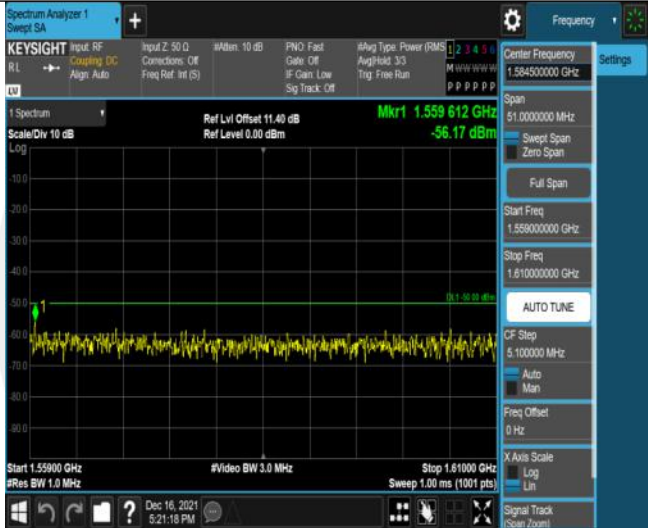 Spectrum Analyzer 1
Swept SA
+
Frequency
KEYSIGHT
RL
LV
Input: RF
Coupling: DC
Align: Auto
Input Z: 50 Ω
Corrections: Off
Freq Ref: Int (S)
#Atten: 10 dB
PNO: Fast
Gate: Off
IF Gain: Low
Sig Track: Off
#Avg Type: Power (RMS
Avg|Hold: 3/3
Trig: Free Run
1 2 3 4 5 6
M W W W W W
P P P P P P
1 Spectrum
Scale/Div 10 dB
Log
Ref Lvl Offset 11.40 dB
Ref Level 0.00 dBm
Mkr1 1.559 612 GHz
-56.17 dBm
-10.0
-20.0
-30.0
-40.0
-50.0
-60.0
-70.0
-80.0
-90.0
1
DL1 -50.00 dBm
Start 1.55900 GHz
#Res BW 1.0 MHz
#Video BW 3.0 MHz
Stop 1.61000 GHz
Sweep 1.00 ms (1001 pts)
?
Dec 16, 2021
5:21:18 PM
Center Frequency
1.584500000 GHz
Span
51.0000000 MHz
Swept Span
Zero Span
Full Span
Start Freq
1.559000000 GHz
Stop Freq
1.610000000 GHz
AUTO TUNE
CF Step
5.100000 MHz
Auto
Man
Freq Offset
0 Hz
X Axis Scale
Log
Lin
Signal Track
(Span Zoom)
Settings